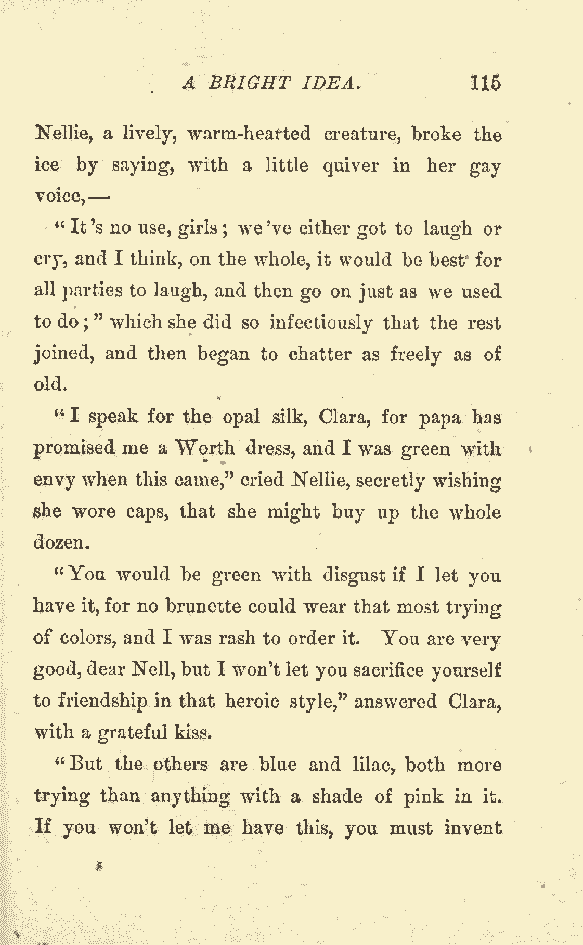 A BRIGHT IDEA. 115
Nellie, a lively, warm-hearted creature, broke the
ice by saying, with a little quiver in her gay
voice,—
"It's no use, girls; we've either got to laugh or
cry, and I think, on the whole, it would be best for
all parties to laugh, and then go on just as we used
to do;" which she did so infectiously that the rest
joined, and then began to chatter as freely as of
old.
"I speak for the opal silk, Clara, for papa has
promised me a Worth dress, and I was green with
envy when this came," cried Nellie, secretly wishing
she wore caps, that she might buy up the whole
dozen.
"You would be green with disgust if I let you
have it, for no brunette could wear that most trying
of colors, and I was rash to order it. You are very
good, dear Nell, but I won't let you sacrifice yourself
to friendship in that heroic style," answered Clara,
with a grateful kiss.
"But the others are blue and lilac, both more
trying than anything with a shade of pink in it.
If you won't let me have this, you must invent